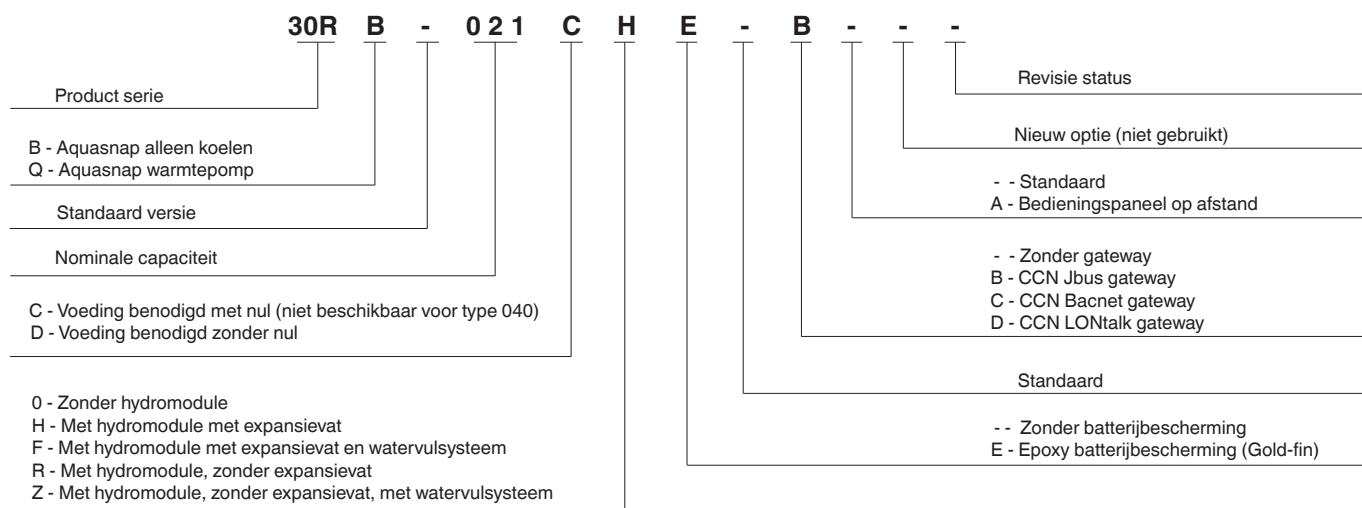 30R B - 0 2 1 C H E - B - - -
Product serie
B - Aquasnap alleen koelen
Q - Aquasnap warmtepomp
Standaard versie
Nominale capaciteit
C - Voeding benodigd met nul (niet beschikbaar voor type 040)
D - Voeding benodigd zonder nul
0 - Zonder hydromodule
H - Met hydromodule met expansievat
F - Met hydromodule met expansievat en watervulsysteem
R - Met hydromodule, zonder expansievat
Z - Met hydromodule, zonder expansievat, met watervulsysteem
Revisie status
Nieuw optie (niet gebruikt)
- - Standaard
A - Bedieningspaneel op afstand
- - Zonder gateway
B - CCN Jbus gateway
C - CCN Bacnet gateway
D - CCN LONtalk gateway
Standaard
- - Zonder batterijbescherming
E - Epoxy batterijbescherming (Gold-fin)